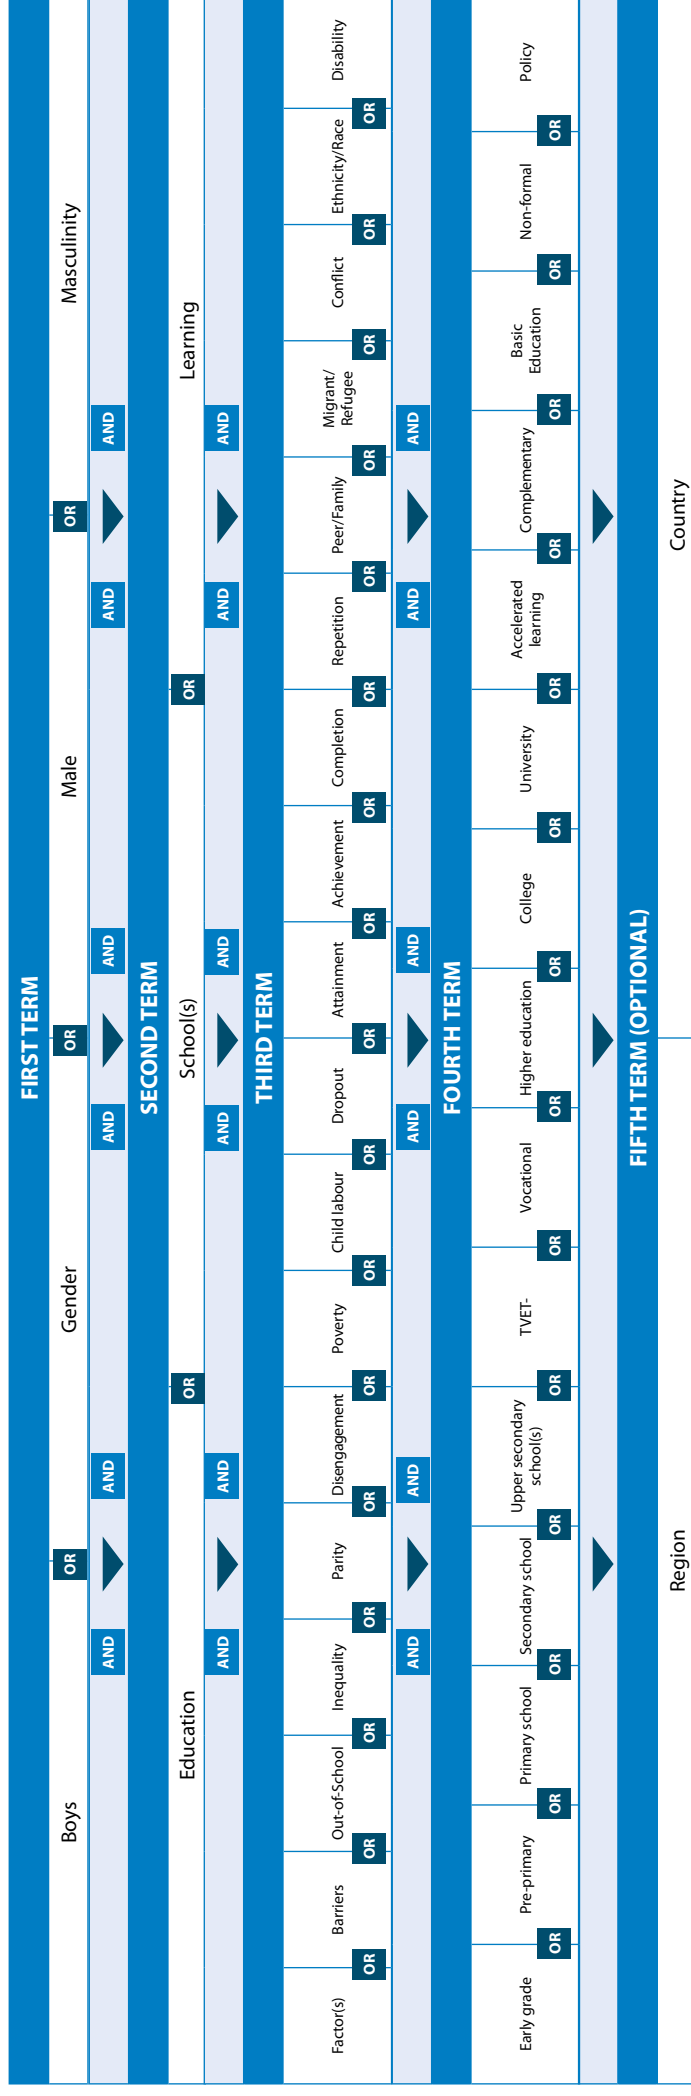 FIRST TERM
Boys OR Gender OR Male OR Masculinity
AND AND AND AND AND AND
SECOND TERM
Education OR School(s) OR Learning
AND AND AND AND AND AND
THIRD TERM
Factor(s) OR Barriers OR Out-of-School OR Inequality OR Parity OR Disengagement OR Poverty OR Child labour OR Dropout OR Attainment OR Achievement OR Completion OR Repetition OR Peer/Family OR Migrant/
Refugee OR Conflict OR Ethnicity/Race OR Disability
AND AND AND AND AND AND
FOURTH TERM
Early grade OR Pre-primary OR Primary school OR Secondary school OR Upper secondary
school(s) OR TVET- OR Vocational OR Higher education OR College OR University OR Accelerated
learning OR Complementary OR Basic
Education OR Non-formal OR Policy
FIFTH TERM (OPTIONAL)
Region Country